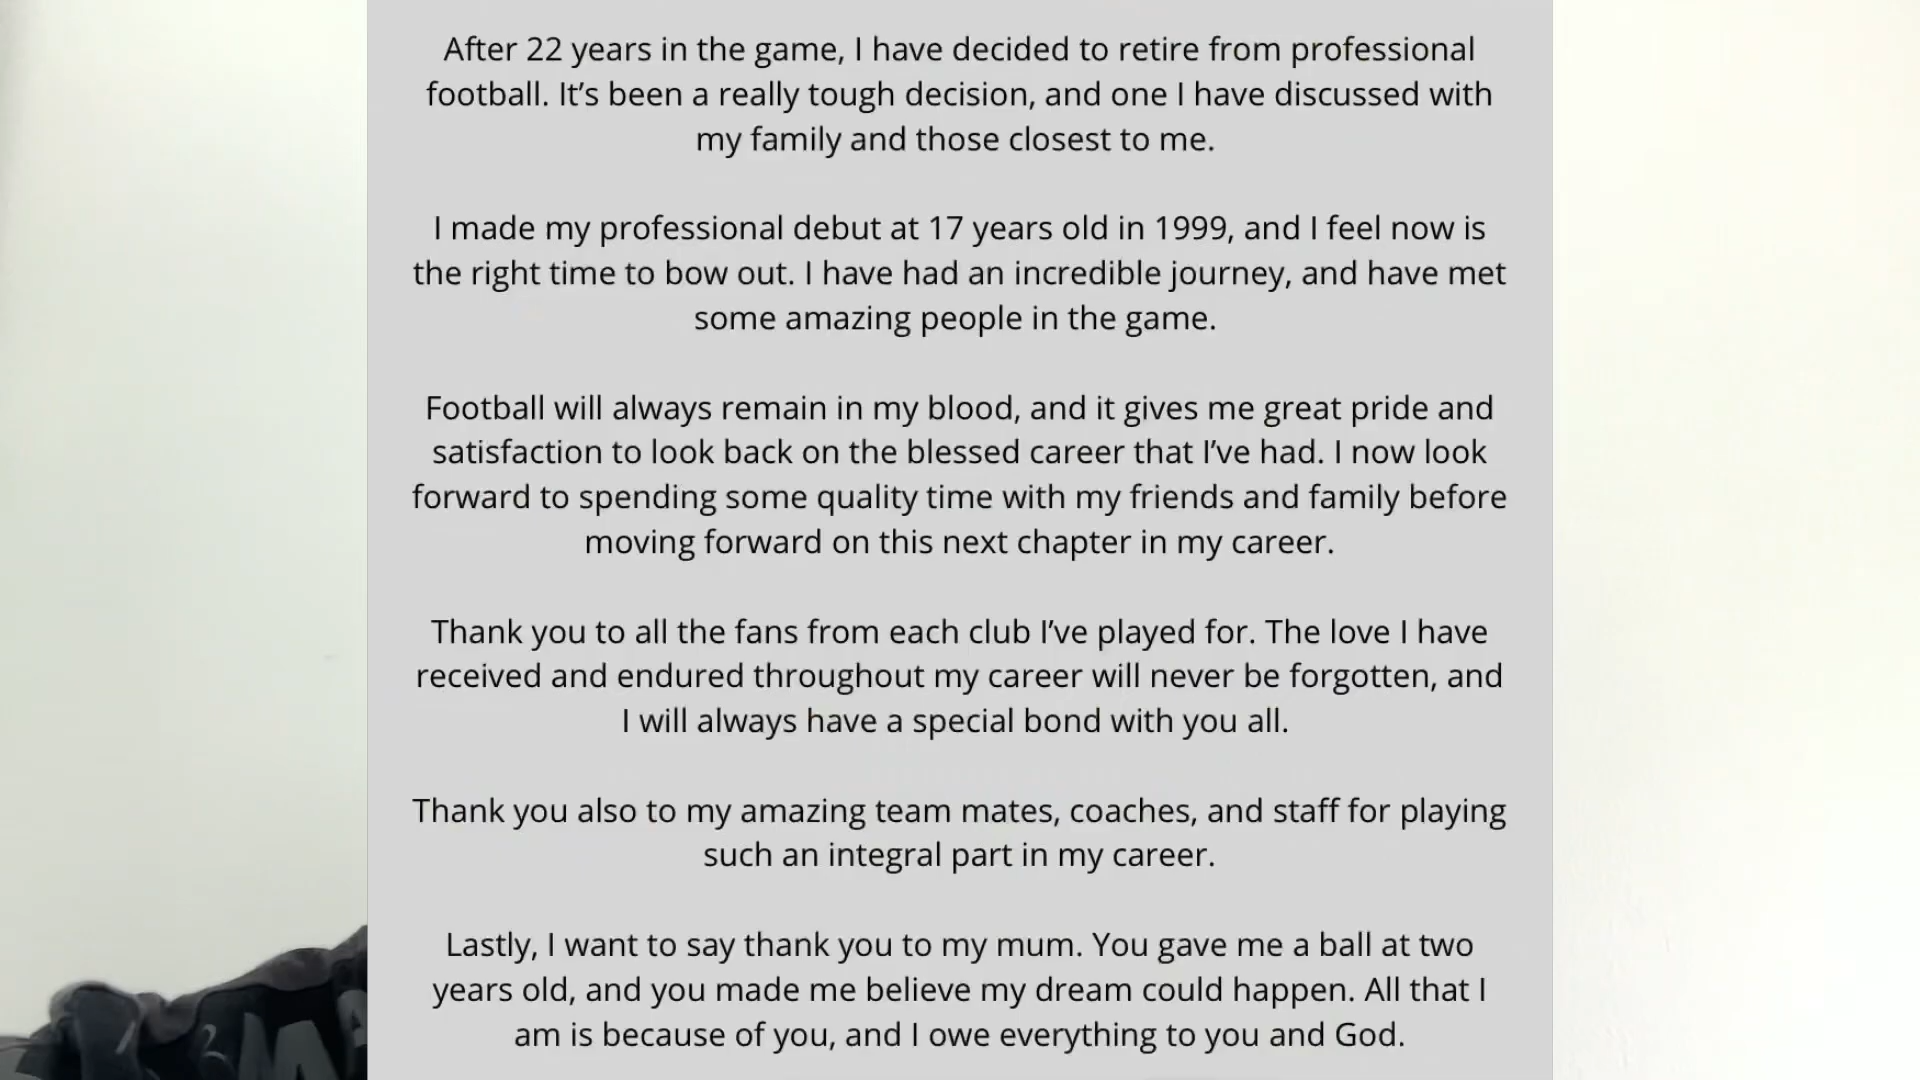 After 22 years in the game, I have decided to retire from professional
football. It’s been a really tough decision, and one I have discussed with
my family and those closest to me.
I made my professional debut at 17 years old in 1999, and I feel now is
the right time to bow out. I have had an incredible journey, and have met
some amazing people in the game.
Football will always remain in my blood, and it gives me great pride and
satisfaction to look back on the blessed career that I’ve had. I now look
forward to spending some quality time with my friends and family before
moving forward on this next chapter in my career.
Thank you to all the fans from each club I’ve played for. The love I have
received and endured throughout my career will never be forgotten, and
I will always have a special bond with you all.
Thank you also to my amazing team mates, coaches, and staff for playing
such an integral part in my career.
Lastly, I want to say thank you to my mum. You gave me a ball at two
years old, and you made me believe my dream could happen. All that I
am is because of you, and I owe everything to you and God.